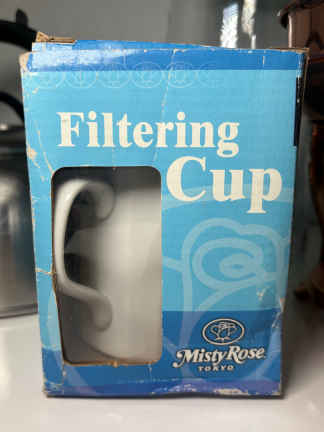 Filtering
Cup
Misty Rose
TOKYO